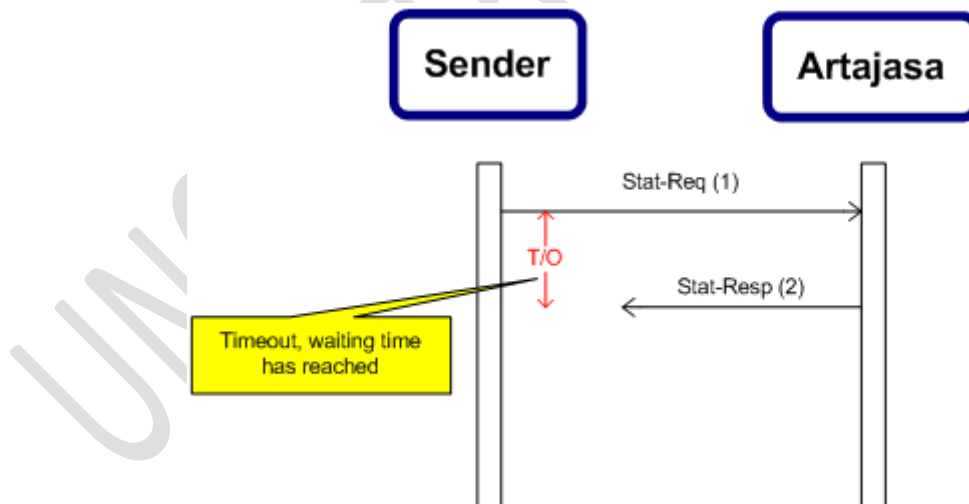 Sender
Artajasa
Stat-Req (1)
T/O
Stat-Resp (2)
Timeout, waiting time
has reached